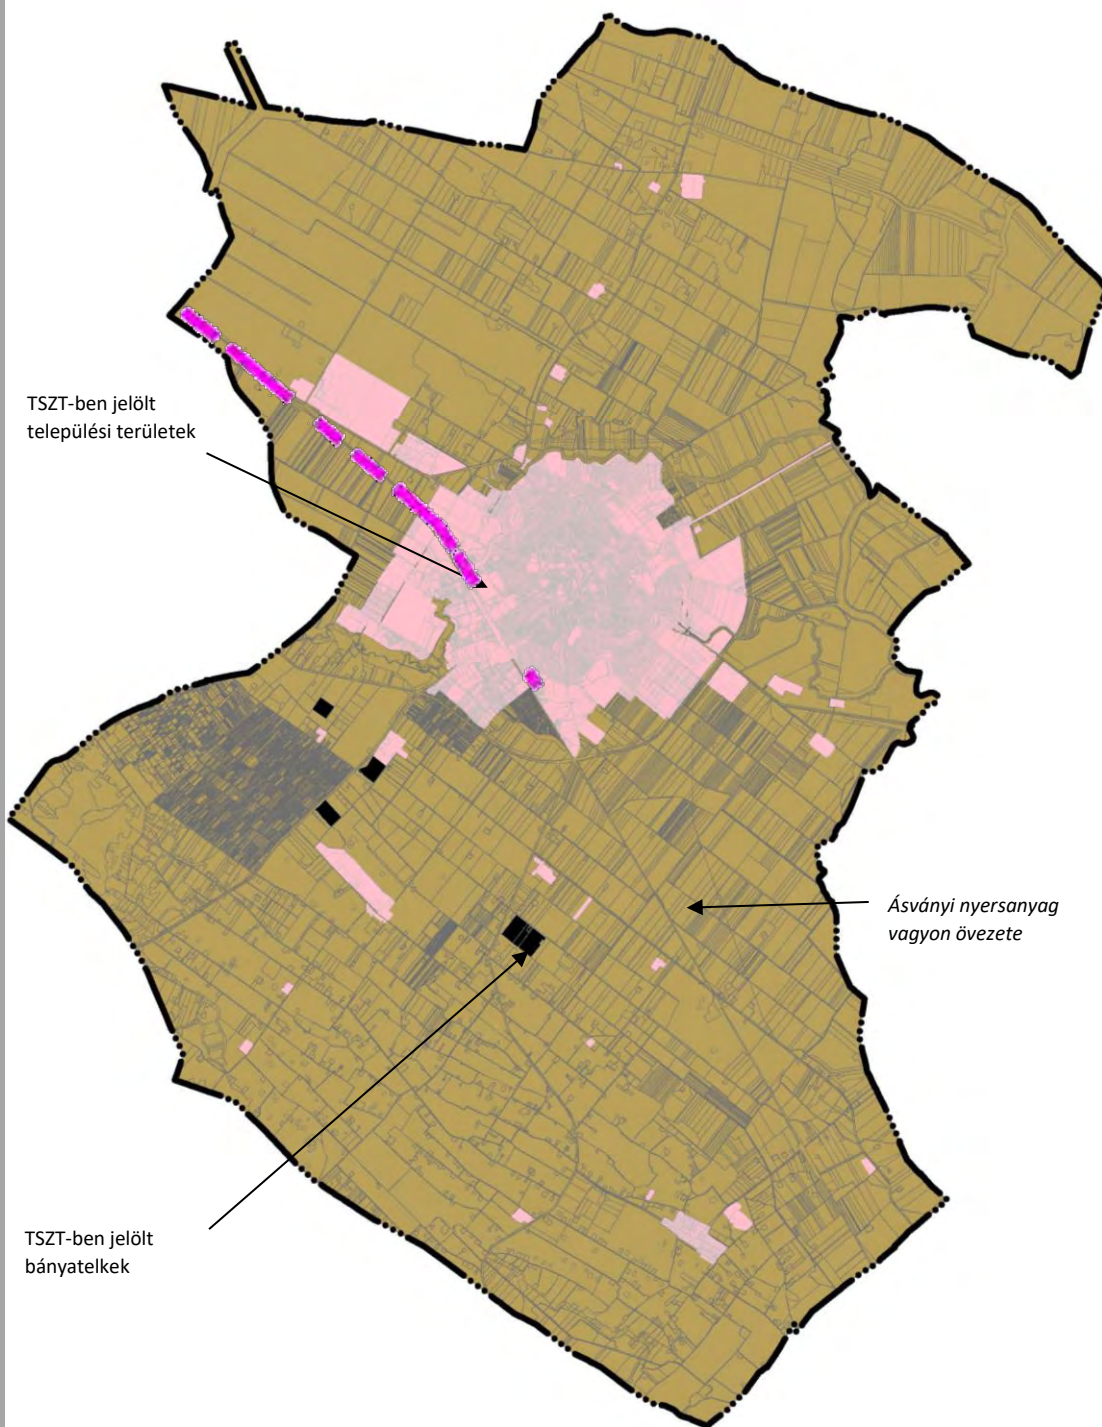 TSZT-ben jelölt
települési területek
Ásványi nyersanyag
vagyon övezete
TSZT-ben jelölt
bányatelkek